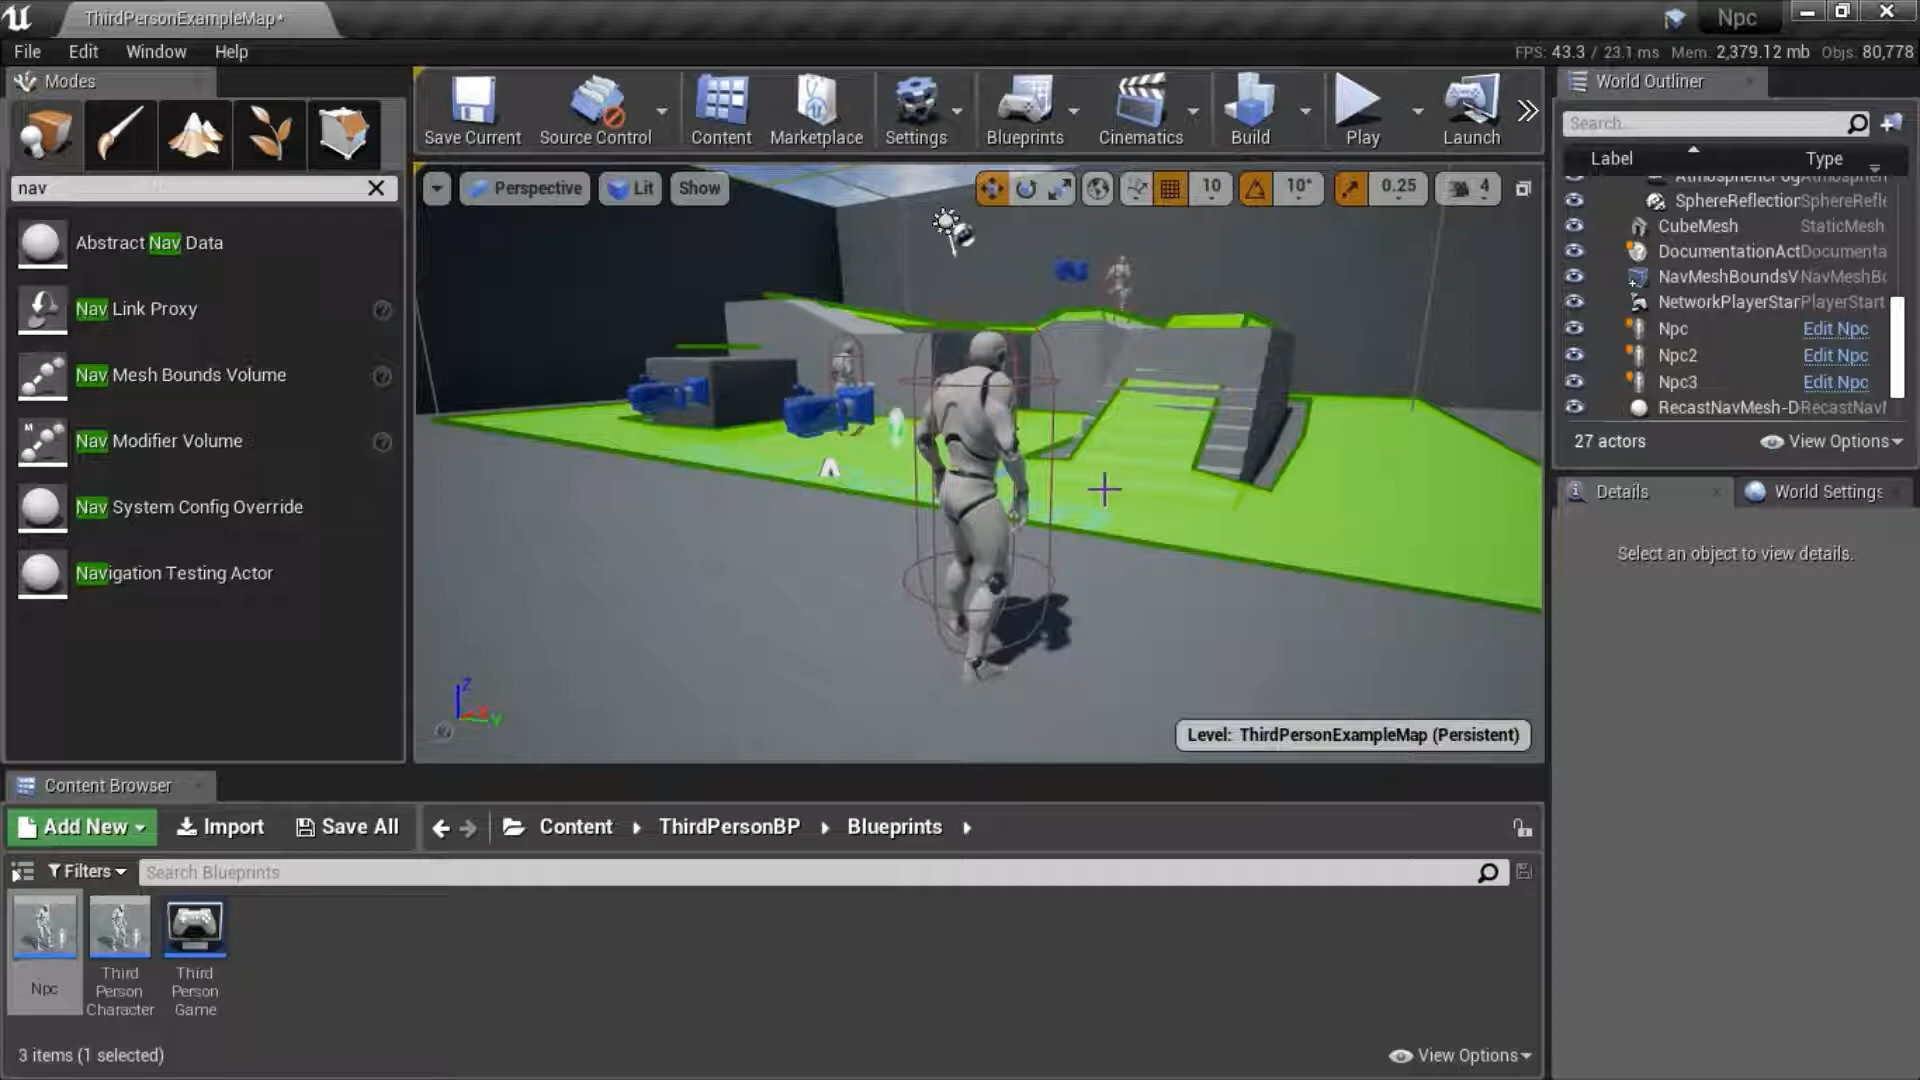 ThirdPersonExampleMap*
Npc
File Edit Window Help
FPS: 43.3 / 23.1 ms Mem: 2,379.12 mb Objs: 80,778
Modes
nav
Abstract Nav Data
Nav Link Proxy
Nav Mesh Bounds Volume
Nav Modifier Volume
Nav System Config Override
Navigation Testing Actor
Save Current Source Control Content Marketplace Settings Blueprints Cinematics Build Play Launch
Perspective Lit Show 10 10° 0.25 4
Z
X
Y
Level: ThirdPersonExampleMap (Persistent)
World Outliner
Search...
Label Type
SphereReflection SphereRefle
CubeMesh StaticMesh
DocumentationAct Documenta
NavMeshBoundsV NavMeshBo
NetworkPlayerStar PlayerStart
Npc Edit Npc
Npc2 Edit Npc
Npc3 Edit Npc
RecastNavMesh-D RecastNavM
27 actors View Options
Details World Settings
Select an object to view details.
Content Browser
Add New Import Save All Content ThirdPersonBP Blueprints
Filters Search Blueprints
Npc
Third
Person
Character
Third
Person
Game
3 items (1 selected) View Options